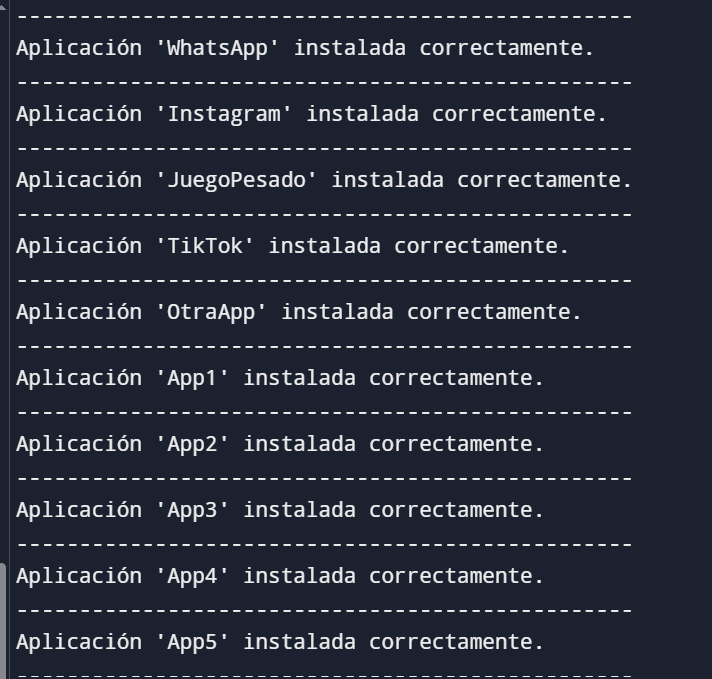 -------------------------------------------------
Aplicación 'WhatsApp' instalada correctamente.
-------------------------------------------------
Aplicación 'Instagram' instalada correctamente.
-------------------------------------------------
Aplicación 'JuegoPesado' instalada correctamente.
-------------------------------------------------
Aplicación 'TikTok' instalada correctamente.
-------------------------------------------------
Aplicación 'OtraApp' instalada correctamente.
-------------------------------------------------
Aplicación 'App1' instalada correctamente.
-------------------------------------------------
Aplicación 'App2' instalada correctamente.
-------------------------------------------------
Aplicación 'App3' instalada correctamente.
-------------------------------------------------
Aplicación 'App4' instalada correctamente.
-------------------------------------------------
Aplicación 'App5' instalada correctamente.
-------------------------------------------------